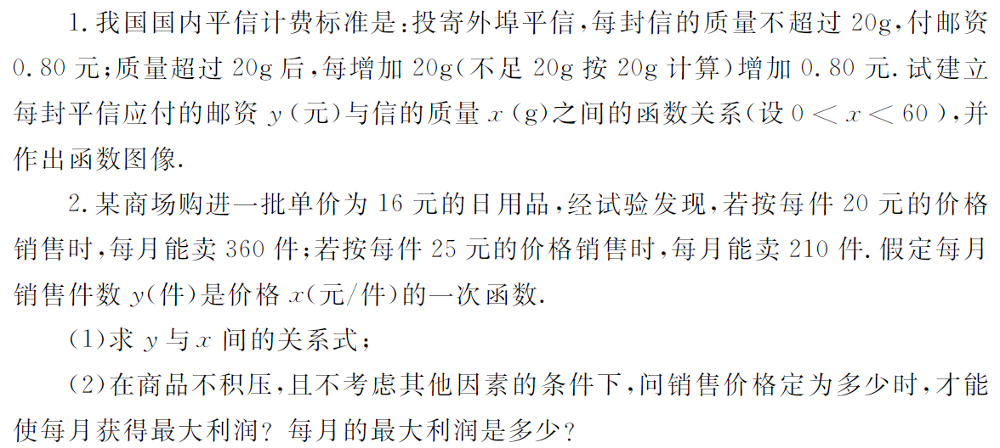 1. 我国国内平信计费标准是:投寄外埠平信,每封信的质量不超过 20g,付邮资
0. 80 元;质量超过 20g 后,每增加 20g(不足 20g 按 20g 计算)增加 0. 80 元. 试建立
每封平信应付的邮资 y (元)与信的质量 x (g)之间的函数关系(设 0 < x < 60 ),并
作出函数图像.
2. 某商场购进一批单价为 16 元的日用品,经试验发现,若按每件 20 元的价格
销售时,每月能卖 360 件;若按每件 25 元的价格销售时,每月能卖 210 件. 假定每月
销售件数 y(件)是价格 x(元/件)的一次函数.
(1)求 y 与 x 间的关系式;
(2)在商品不积压,且不考虑其他因素的条件下,问销售价格定为多少时,才能
使每月获得最大利润? 每月的最大利润是多少?